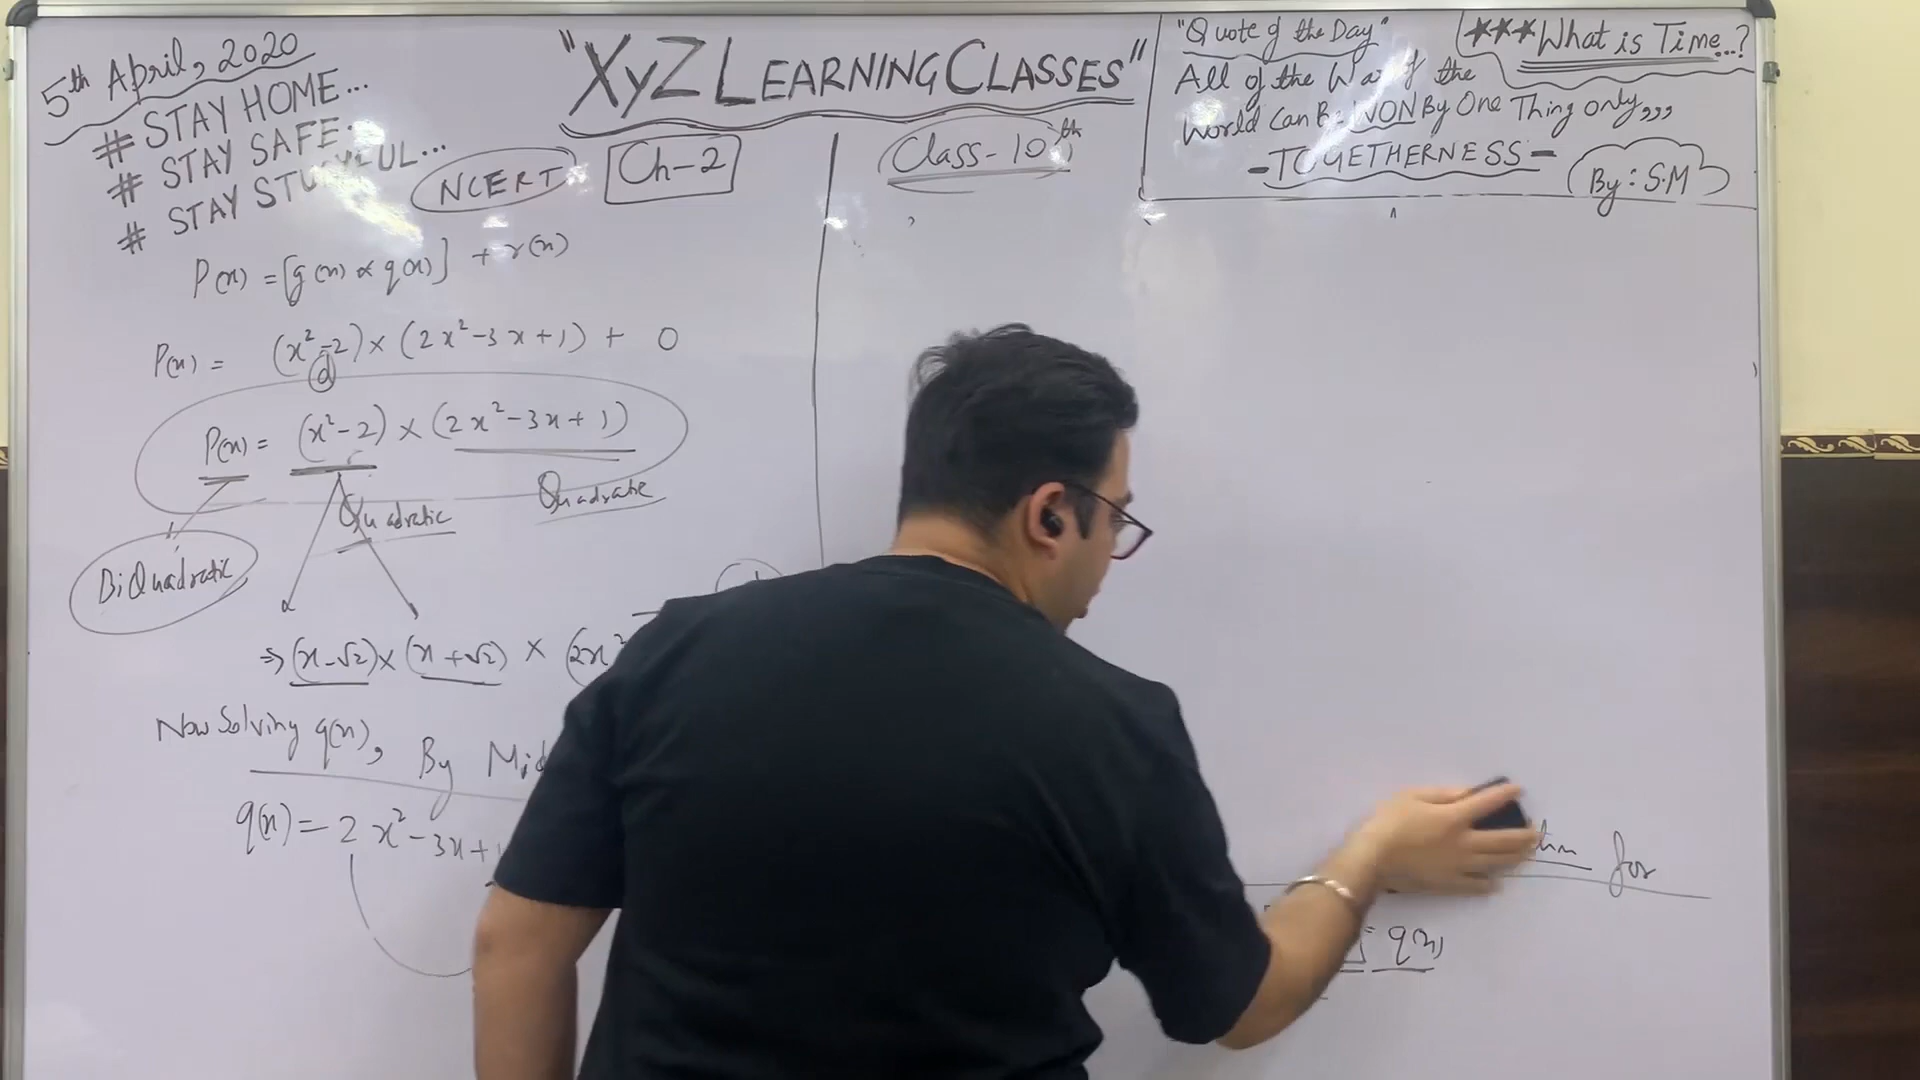 5th April, 2020
# STAY HOME...
# STAY SAFE
# STAY
"XYZ LEARNING CLASSES"
NCERT
Ch-2
Class-10th
"Quote of the Day"
All of the War of the
World Can Be WON By One Thing only,,,
-TOGETHERNESS-
By: S.M
***What is Time...?
P(x) = [g(x) × q(x)] + r(x)
P(x) = (x²-2) × (2x²-3x+1) + 0
P(x) = (x²-2) × (2x²-3x+1)
Quadratic
Quadratic
BiQuadratic
⇒ (x-√2) × (x+√2) × (2x²
Now Solving q(x), By Mid
q(x) = 2x²-3x+
for
q(x)